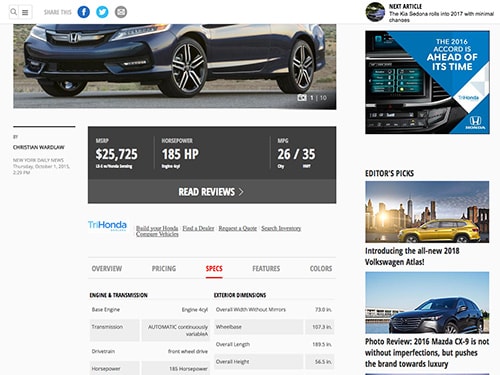 SHARE THIS
NEXT ARTICLE
The Kia Sedona rolls into 2017 with minimal
changes
1 | 10
THE 2016
ACCORD IS
AHEAD OF
ITS TIME
TriHonda
HONDA
BY
CHRISTIAN WARDLAW
NEW YORK DAILY NEWS
Thursday, October 1, 2015,
2:29 PM
MSRP
$25,725
LX-S w/Honda Sensing
HORSEPOWER
185 HP
Engine 4cyl
MPG
26 / 35
City HWY
READ REVIEWS
TriHonda
Build your Honda Find a Dealer Request a Quote Search Inventory
Compare Vehicles
OVERVIEW PRICING SPECS FEATURES COLORS
ENGINE & TRANSMISSION
Base Engine Engine 4cyl
Transmission AUTOMATIC continuously
variableA
Drivetrain front wheel drive
Horsepower 185 Horsepower
EXTERIOR DIMENSIONS
Overall Width Without Mirrors 73.0 in.
Wheelbase 107.3 in.
Overall Length 189.5 in.
Overall Height 56.5 in.
EDITOR'S PICKS
Introducing the all-new 2018
Volkswagen Atlas!
Photo Review: 2016 Mazda CX-9 is not
without imperfections, but pushes
the brand towards luxury